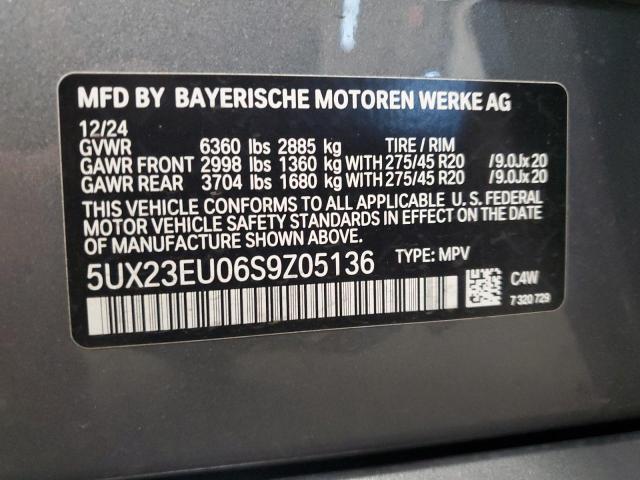 MFD BY BAYERISCHE MOTOREN WERKE AG
12/24
GVWR 6360 lbs 2885 kg TIRE / RIM
GAWR FRONT 2998 lbs 1360 kg WITH 275/45 R20 /9.0Jx20
GAWR REAR 3704 lbs 1680 kg WITH 275/45 R20 /9.0Jx20
THIS VEHICLE CONFORMS TO ALL APPLICABLE U. S. FEDERAL
MOTOR VEHICLE SAFETY STANDARDS IN EFFECT ON THE
DATE OF MANUFACTURE SHOWN ABOVE.
5UX23EU06S9Z05136 TYPE: MPV
C4W
7 320 729